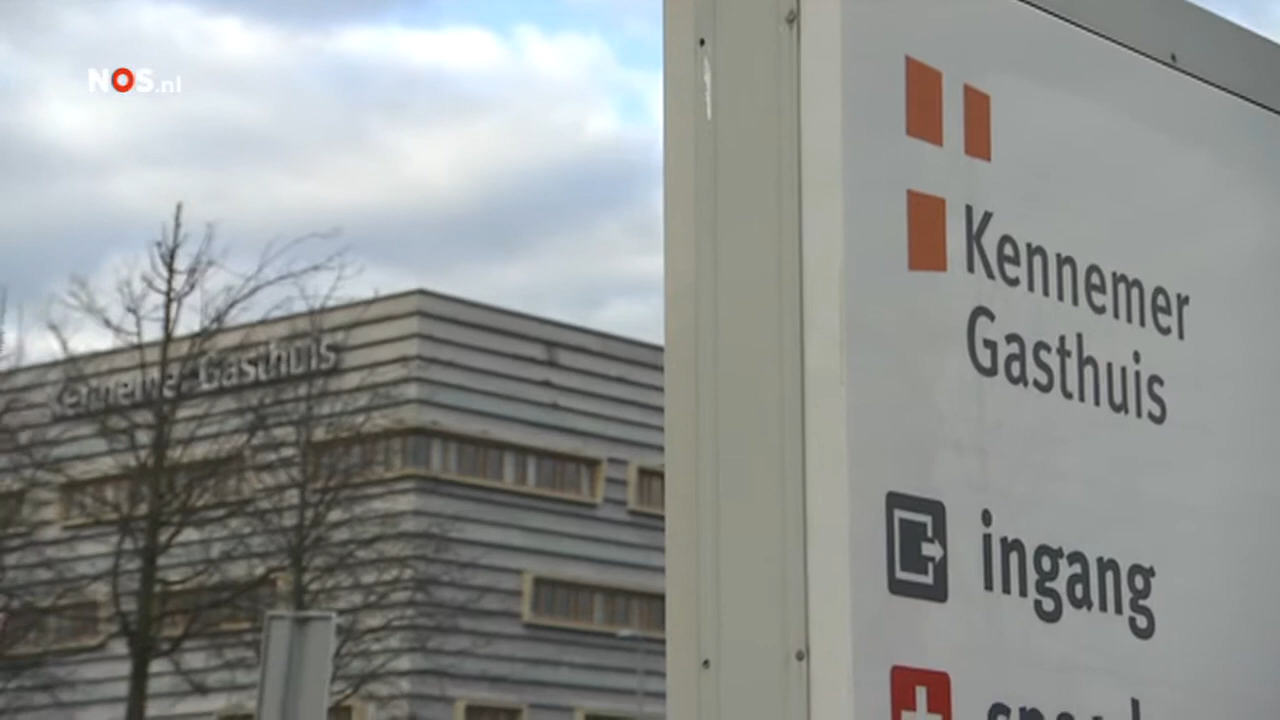 NOS.nl
Kennemer Gasthuis
Kennemer
Gasthuis
ingang